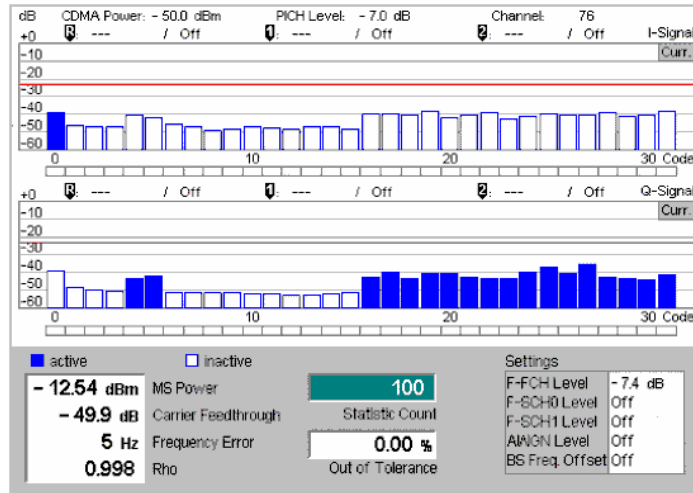 dB CDMA Power: - 50.0 dBm PICH Level: - 7.0 dB Channel: 76
+0 R: --- / Off 1: --- / Off 2: --- / Off I-Signal
-10 Curr.
-20
-30
-40
-50
-60
0 10 20 30 Code
+0 R: --- / Off 1: --- / Off 2: --- / Off Q-Signal
-10 Curr.
-20
-30
-40
-50
-60
0 10 20 30 Code
active inactive Settings
- 12.54 dBm MS Power 100 F-FCH Level - 7.4 dB
- 49.9 dB Carrier Feedthrough Statistic Count F-SCH0 Level Off
F-SCH1 Level Off
5 Hz Frequency Error 0.00 % AWGN Level Off
0.998 Rho Out of Tolerance BS Freq. Offset Off